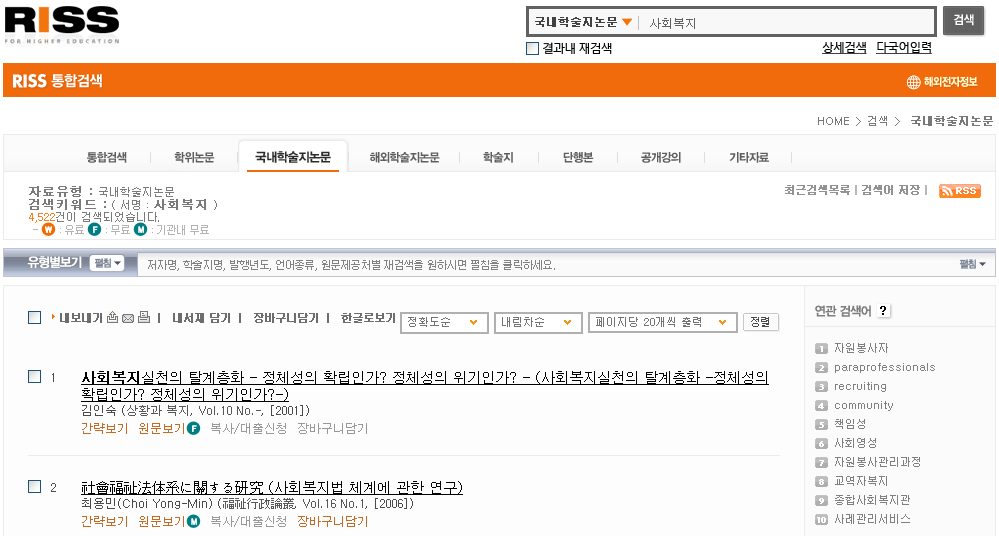 RISS
FOR HIGHER EDUCATION
국내학술지논문 사회복지 검색
결과내 재검색 상세검색 다국어입력
RISS 통합검색 해외전자정보
HOME > 검색 > 국내학술지논문
통합검색 학위논문 국내학술지논문 해외학술지논문 학술지 단행본 공개강의 기타자료
자료유형 : 국내학술지논문
최근검색목록 | 검색어 저장 | RSS
검색키워드 : ( 서명 : 사회복지 )
4,522건이 검색되었습니다.
- W : 유료 F : 무료 M : 기관내 무료
유형별보기 펼침 저자명, 학술지명, 발행년도, 언어종류, 원문제공처별 재검색을 원하시면 펼침을 클릭하세요. 펼침
내보내기 | 내서재 담기 | 장바구니담기 | 한글로보기 정확도순 내림차순 페이지당 20개씩 출력 정렬
1 사회복지실천의 탈계층화 - 정체성의 확립인가? 정체성의 위기인가? - (사회복지실천의 탈계층화 -정체성의
확립인가? 정체성의 위기인가?-)
김인숙 (상황과 복지, Vol.10 No.-, [2001])
간략보기 원문보기 F 복사/대출신청 장바구니담기
2 社會福祉法体系に関する研究 (사회복지법 체계에 관한 연구)
최용민(Choi Yong-Min) (福祉行政論叢, Vol.16 No.1, [2006])
간략보기 원문보기 M 복사/대출신청 장바구니담기
연관 검색어 ?
1 자원봉사자
2 paraprofessionals
3 recruiting
4 community
5 책임성
6 사회영성
7 자원봉사관리과정
8 교역자복지
9 종합사회복지관
10 사례관리서비스